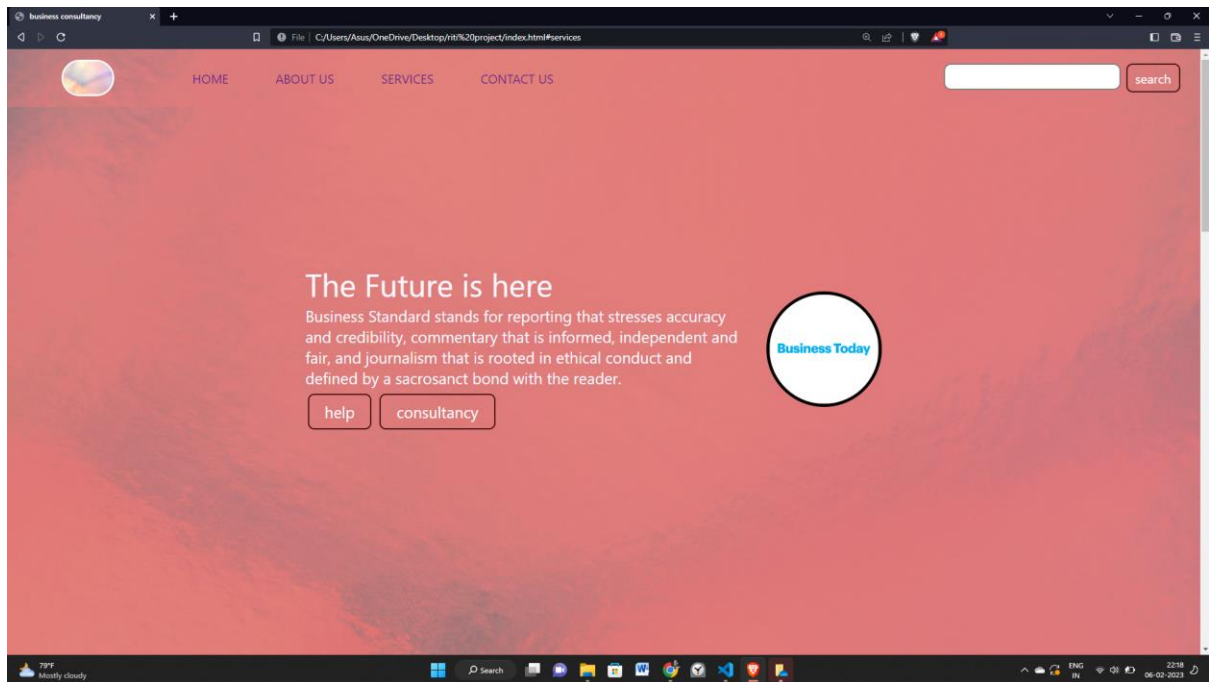 business consultancy
File | C:/Users/Asus/OneDrive/Desktop/riti%20project/index.html#services
HOME ABOUT US SERVICES CONTACT US search
The Future is here
Business Standard stands for reporting that stresses accuracy
and credibility, commentary that is informed, independent and
fair, and journalism that is rooted in ethical conduct and
defined by a sacrosanct bond with the reader.
help consultancy
Business Today
79°F
Mostly cloudy
Search
ENG
IN
22:18
06-02-2023